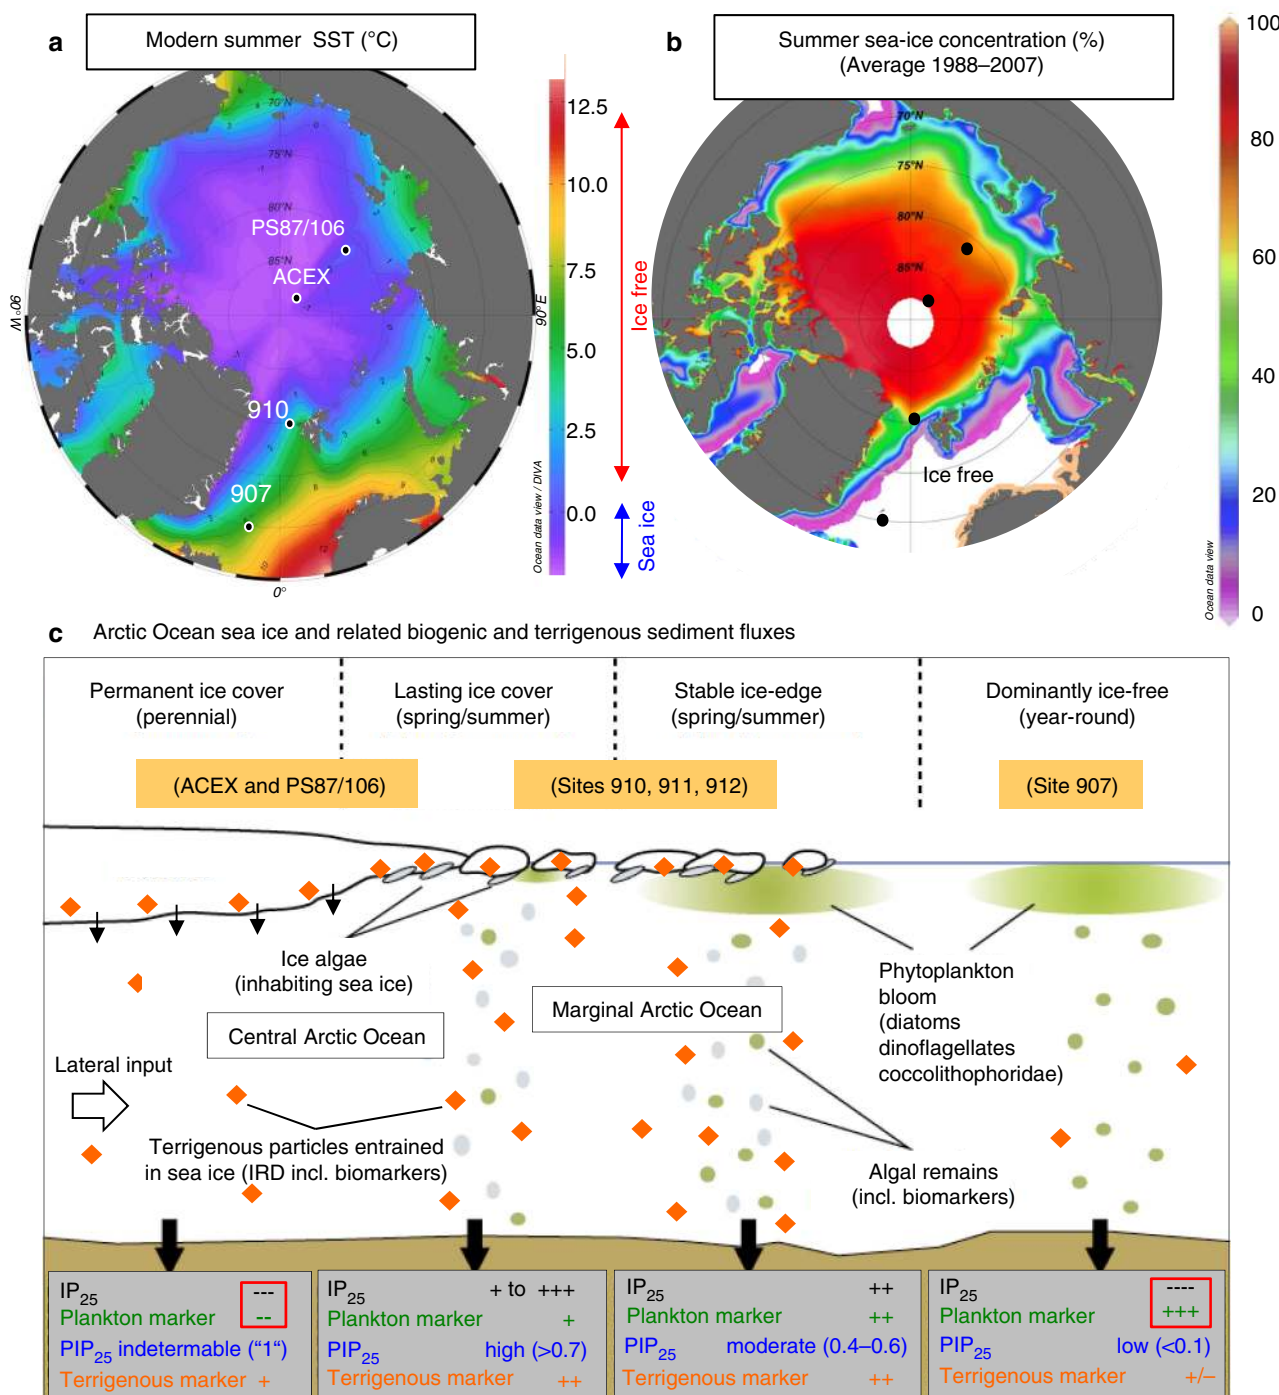 a
Modern summer SST (°C)
70°N
75°N
80°N
PS87/106
85°N
ACEX
90° W
90°E
910
907
0°
12.5
10.0
7.5
5.0
2.5
0.0
Ice free
Sea ice
Ocean data view / DIVA
b
Summer sea-ice concentration (%)
(Average 1988–2007)
70°N
75°N
80°N
85°N
Ice free
100
80
60
40
20
0
Ocean data view
c Arctic Ocean sea ice and related biogenic and terrigenous sediment fluxes
Permanent ice cover
(perennial)
Lasting ice cover
(spring/summer)
Stable ice-edge
(spring/summer)
Dominantly ice-free
(year-round)
(ACEX and PS87/106)
(Sites 910, 911, 912)
(Site 907)
Ice algae
(inhabiting sea ice)
Central Arctic Ocean
Marginal Arctic Ocean
Phytoplankton
bloom
(diatoms
dinoflagellates
coccolithophoridae)
Lateral input
Terrigenous particles entrained
in sea ice (IRD incl. biomarkers)
Algal remains
(incl. biomarkers)
IP25 ---
Plankton marker --
PIP25 indetermable ("1")
Terrigenous marker +
IP25 + to +++
Plankton marker +
PIP25 high (>0.7)
Terrigenous marker ++
IP25 ++
Plankton marker ++
PIP25 moderate (0.4–0.6)
Terrigenous marker ++
IP25 ----
Plankton marker +++
PIP25 low (<0.1)
Terrigenous marker +/–